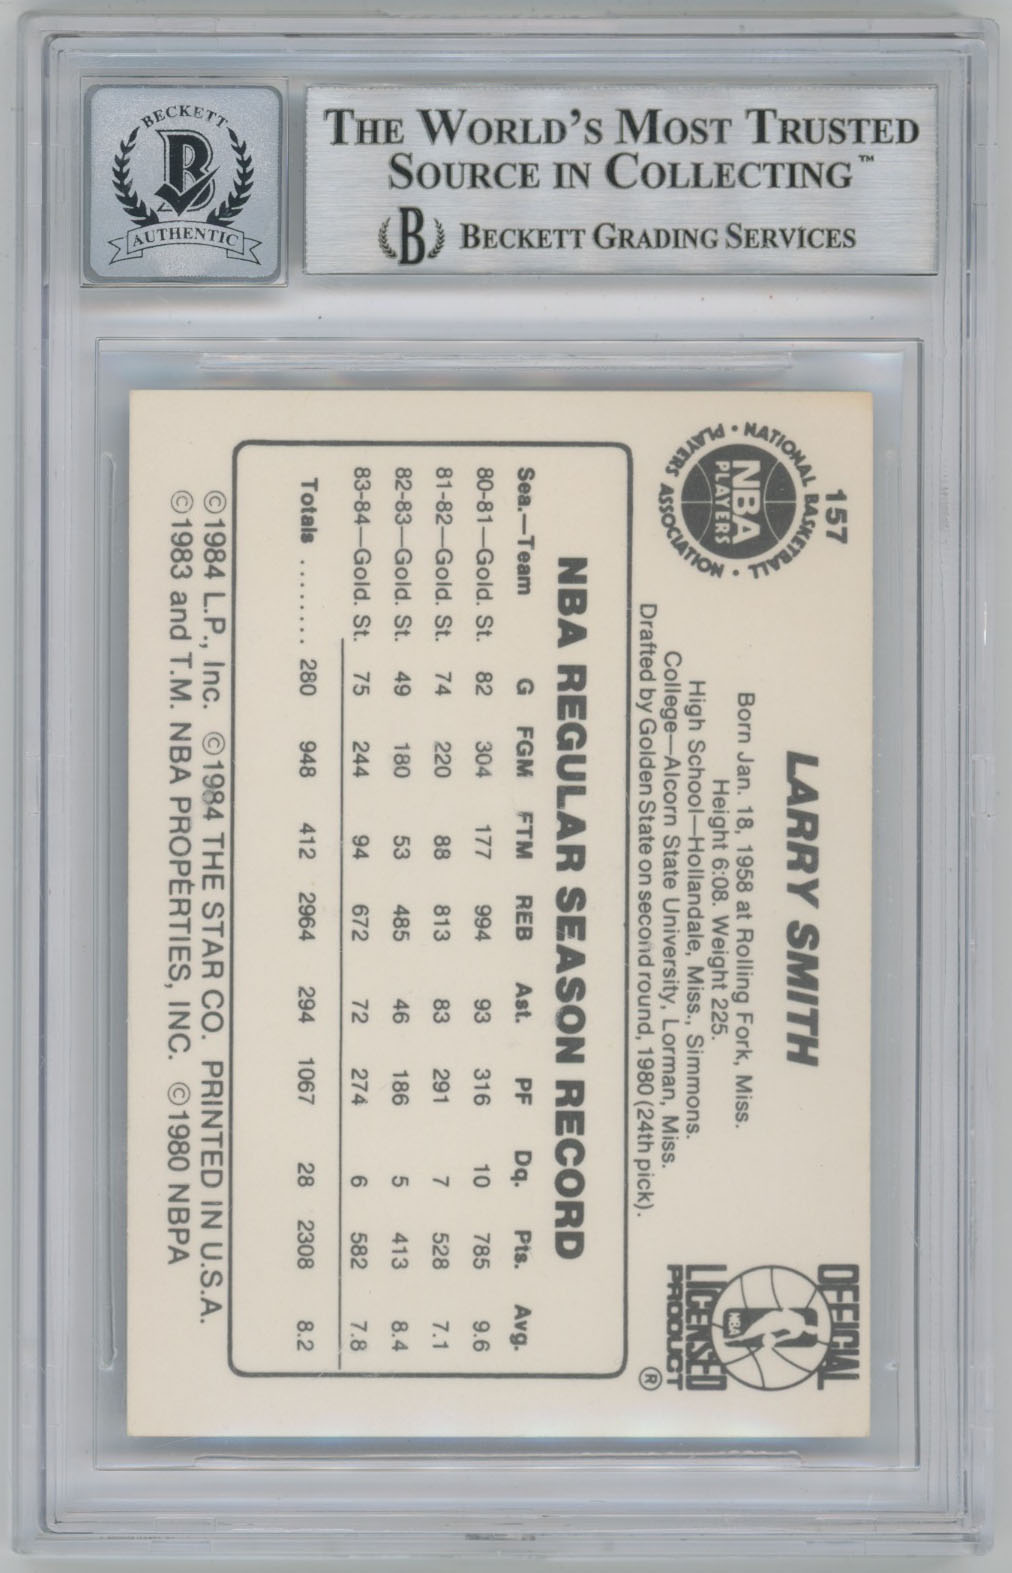 BECKETT
B
AUTHENTIC
THE WORLD'S MOST TRUSTED
SOURCE IN COLLECTING™
B BECKETT GRADING SERVICES
157
NATIONAL BASKETBALL PLAYERS ASSOCIATION
NBA
PLAYERS
LARRY SMITH
Born Jan. 18, 1958 at Rolling Fork, Miss.
Height 6:08. Weight 225.
High School—Hollandale, Miss., Simmons.
College—Alcorn State University, Lorman, Miss.
Drafted by Golden State on second round, 1980 (24th pick).
OFFICIAL
NBA
LICENSED
PRODUCT
®
NBA REGULAR SEASON RECORD
Sea.—Team G FGM FTM REB Ast. PF Dq. Pts. Avg.
80-81—Gold. St. 82 304 177 994 93 316 10 785 9.6
81-82—Gold. St. 74 220 88 813 83 291 7 528 7.1
82-83—Gold. St. 49 180 53 485 46 186 5 413 8.4
83-84—Gold. St. 75 244 94 672 72 274 6 582 7.8
Totals ........ 280 948 412 2964 294 1067 28 2308 8.2
©1984 L.P., Inc. ©1984 THE STAR CO. PRINTED IN U.S.A.
©1983 and T.M. NBA PROPERTIES, INC. ©1980 NBPA